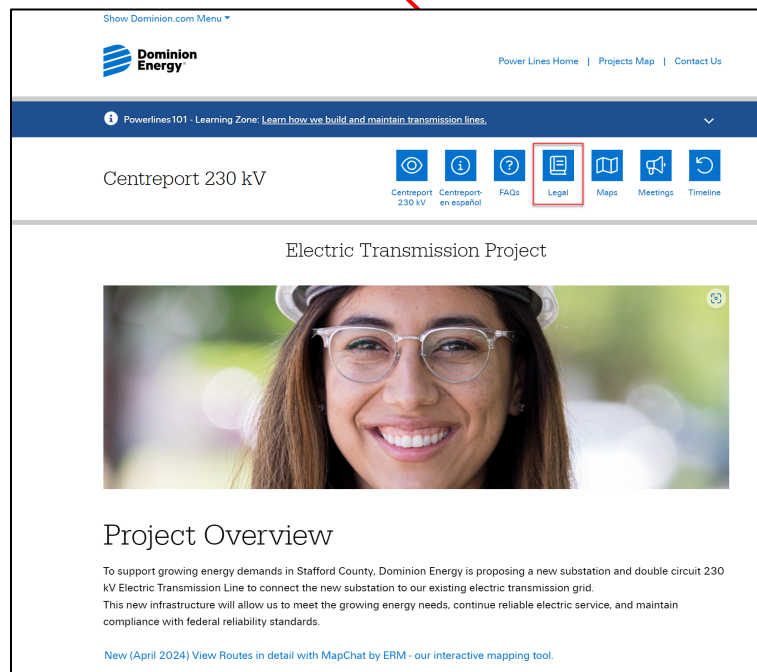 Show Dominion.com Menu
Dominion
Energy®
Power Lines Home | Projects Map | Contact Us
Powerlines101 - Learning Zone: Learn how we build and maintain transmission lines.
Centreport 230 kV
Centreport
230 kV
Centreport-
en español
FAQs
Legal
Maps
Meetings
Timeline
Electric Transmission Project
Project Overview
To support growing energy demands in Stafford County, Dominion Energy is proposing a new substation and double circuit 230
kV Electric Transmission Line to connect the new substation to our existing electric transmission grid.
This new infrastructure will allow us to meet the growing energy needs, continue reliable electric service, and maintain
compliance with federal reliability standards.
New (April 2024) View Routes in detail with MapChat by ERM - our interactive mapping tool.